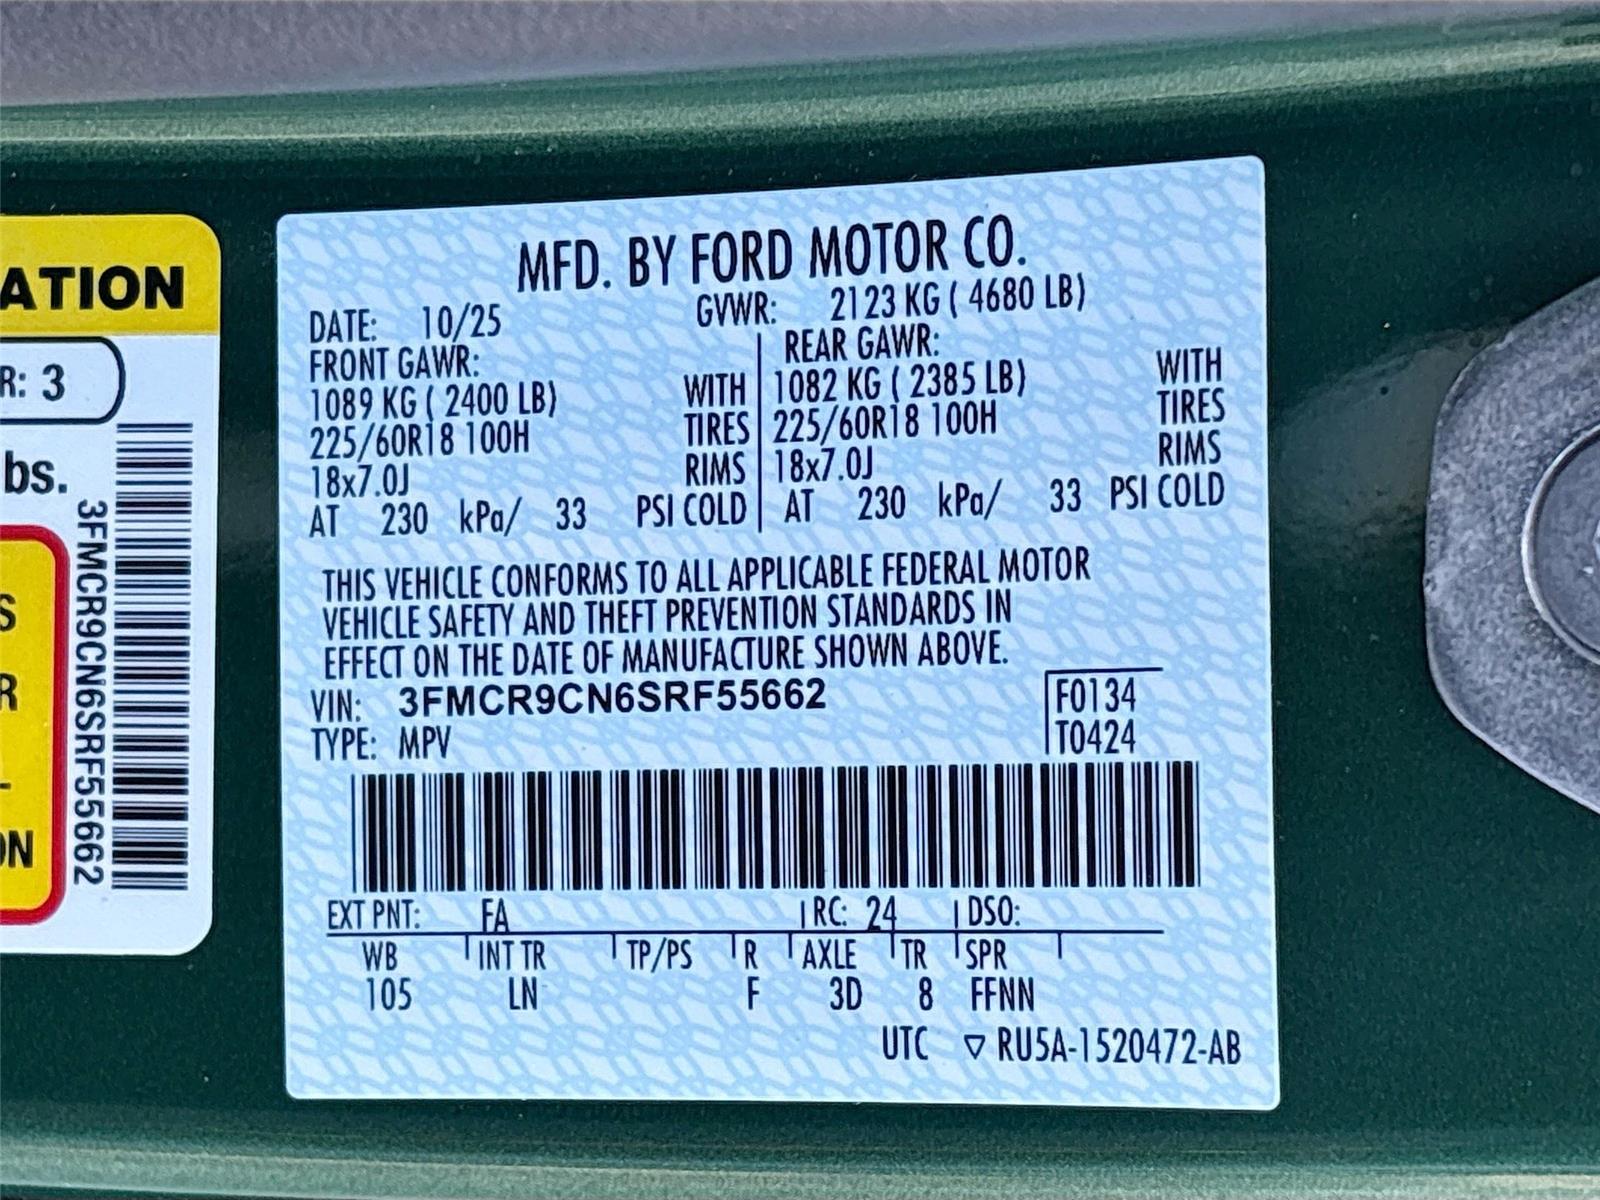 ATION
R: 3
bs.
S
R
L
ON
3FMCR9CN6SRF55662
MFD. BY FORD MOTOR CO.
DATE: 10/25 GVWR: 2123 KG ( 4680 LB)
FRONT GAWR: REAR GAWR:
1089 KG ( 2400 LB) WITH 1082 KG ( 2385 LB) WITH
225/60R18 100H TIRES 225/60R18 100H TIRES
18x7.0J RIMS 18x7.0J RIMS
AT 230 kPa/ 33 PSI COLD AT 230 kPa/ 33 PSI COLD
THIS VEHICLE CONFORMS TO ALL APPLICABLE FEDERAL MOTOR
VEHICLE SAFETY AND THEFT PREVENTION STANDARDS IN
EFFECT ON THE DATE OF MANUFACTURE SHOWN ABOVE.
VIN: 3FMCR9CN6SRF55662 F0134
TYPE: MPV T0424
EXT PNT: FA RC: 24 DSO:
WB INT TR TP/PS R AXLE TR SPR
105 LN F 3D 8 FFNN
UTC ▽ RU5A-1520472-AB